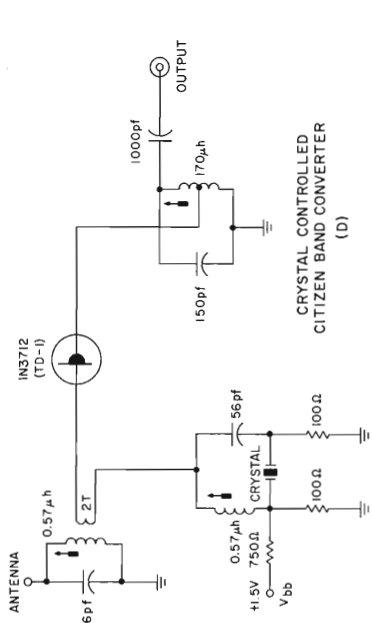 ANTENNA
0.57μh
6pf
2T
1N3712
(TD-1)
1000pf
OUTPUT
170μh
150pf
0.57μh
56pf
CRYSTAL
+1.5V
Vbb
750Ω
100Ω
100Ω
CRYSTAL CONTROLLED
CITIZEN BAND CONVERTER
(D)